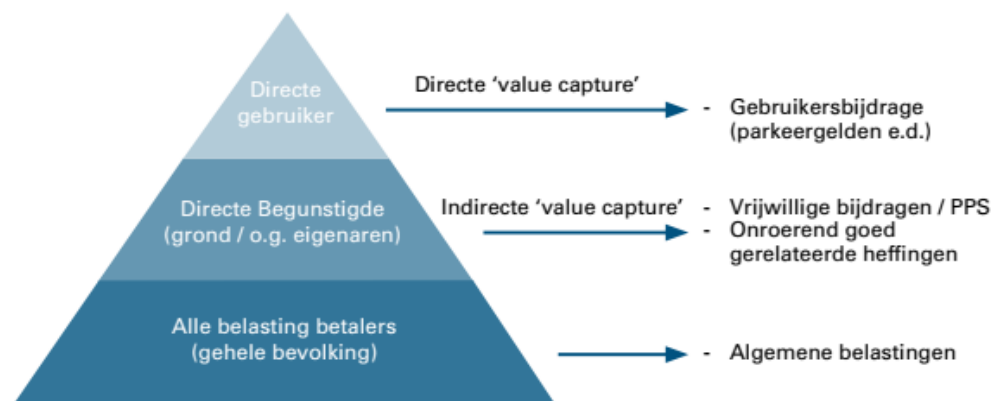 Directe
gebruiker
Directe ‘value capture’
- Gebruikersbijdrage
(parkeergelden e.d.)
Directe Begunstigde
(grond / o.g. eigenaren)
Indirecte ‘value capture’
- Vrijwillige bijdragen / PPS
- Onroerend goed
gerelateerde heffingen
Alle belasting betalers
(gehele bevolking)
- Algemene belastingen